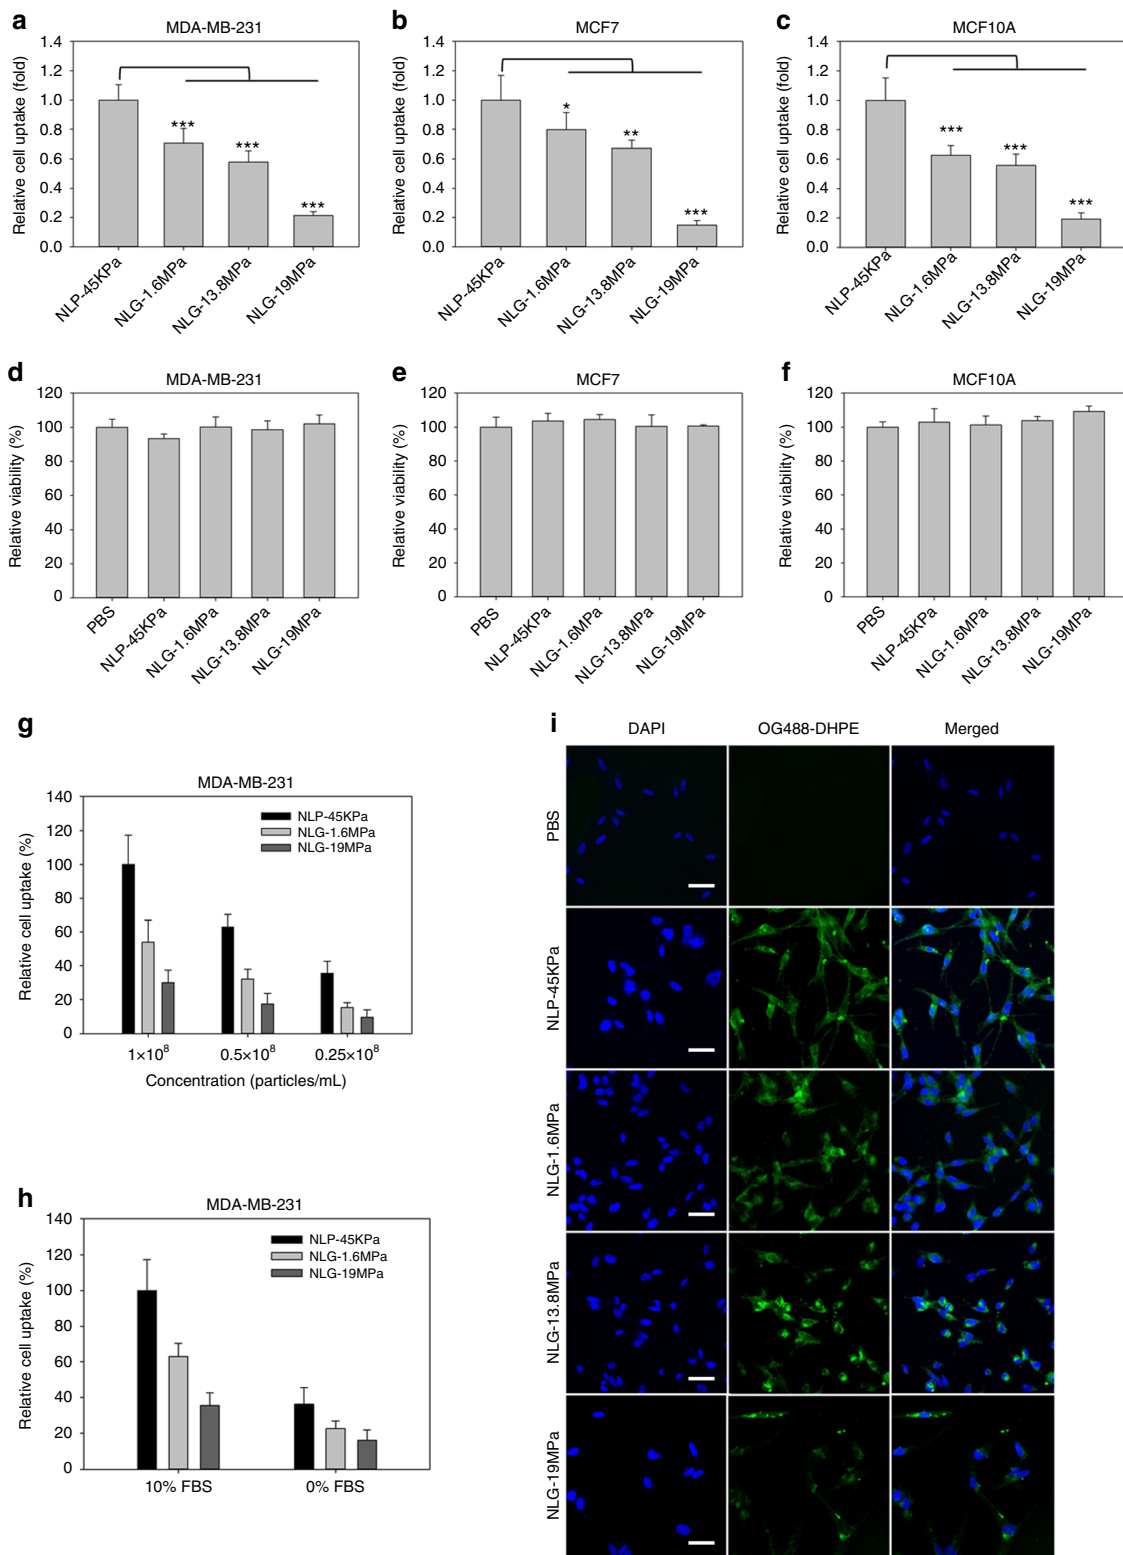 a
MDA-MB-231
Relative cell uptake (fold)
1.4
1.2
1.0
0.8
0.6
0.4
0.2
0.0
***
***
***
NLP-45KPa
NLG-1.6MPa
NLG-13.8MPa
NLG-19MPa
b
MCF7
Relative cell uptake (fold)
1.4
1.2
1.0
0.8
0.6
0.4
0.2
0.0
*
**
***
NLP-45KPa
NLG-1.6MPa
NLG-13.8MPa
NLG-19MPa
c
MCF10A
Relative cell uptake (fold)
1.4
1.2
1.0
0.8
0.6
0.4
0.2
0.0
***
***
***
NLP-45KPa
NLG-1.6MPa
NLG-13.8MPa
NLG-19MPa
d
MDA-MB-231
Relative viability (%)
120
100
80
60
40
20
0
PBS
NLP-45KPa
NLG-1.6MPa
NLG-13.8MPa
NLG-19MPa
e
MCF7
Relative viability (%)
120
100
80
60
40
20
0
PBS
NLP-45KPa
NLG-1.6MPa
NLG-13.8MPa
NLG-19MPa
f
MCF10A
Relative viability (%)
120
100
80
60
40
20
0
PBS
NLP-45KPa
NLG-1.6MPa
NLG-13.8MPa
NLG-19MPa
g
MDA-MB-231
Relative cell uptake (%)
140
120
100
80
60
40
20
0
NLP-45KPa
NLG-1.6MPa
NLG-19MPa
1×10⁸
0.5×10⁸
0.25×10⁸
Concentration (particles/mL)
h
MDA-MB-231
Relative cell uptake (%)
140
120
100
80
60
40
20
0
NLP-45KPa
NLG-1.6MPa
NLG-19MPa
10% FBS
0% FBS
i
DAPI
OG488-DHPE
Merged
PBS
NLP-45KPa
NLG-1.6MPa
NLG-13.8MPa
NLG-19MPa